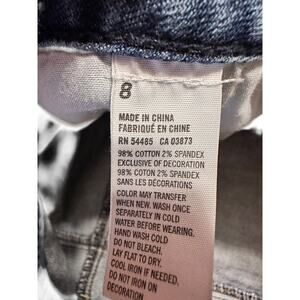 8
MADE IN CHINA
FABRIQUÉ EN CHINE
RN 54485 CA 03873
98% COTTON 2% SPANDEX
EXCLUSIVE OF DECORATION
98% COTTON 2% SPANDEX
SANS LES DÉCORATIONS
COLOR MAY TRANSFER
WHEN NEW. WASH ONCE
SEPARATELY IN COLD
WATER BEFORE WEARING.
HAND WASH COLD
DO NOT BLEACH.
LAY FLAT TO DRY.
COOL IRON IF NEEDED,
DO NOT IRON ON
DECORATION